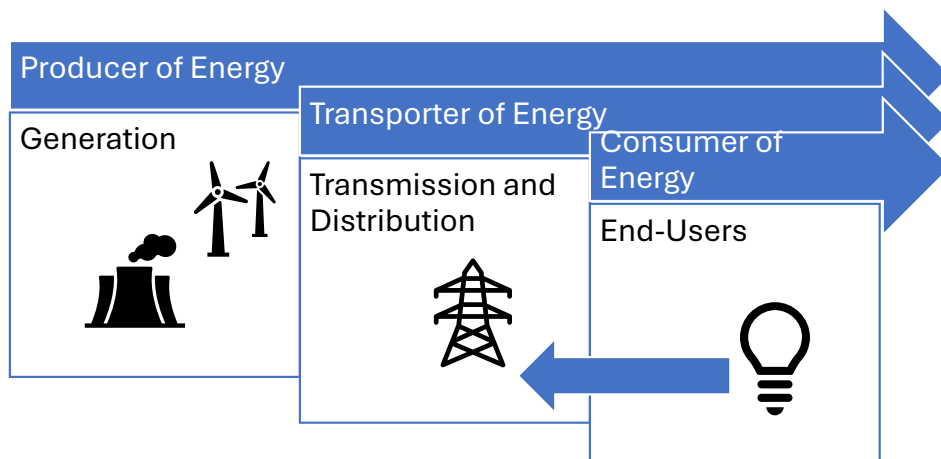 Producer of Energy
Generation
Transporter of Energy
Transmission and
Distribution
Consumer of
Energy
End-Users